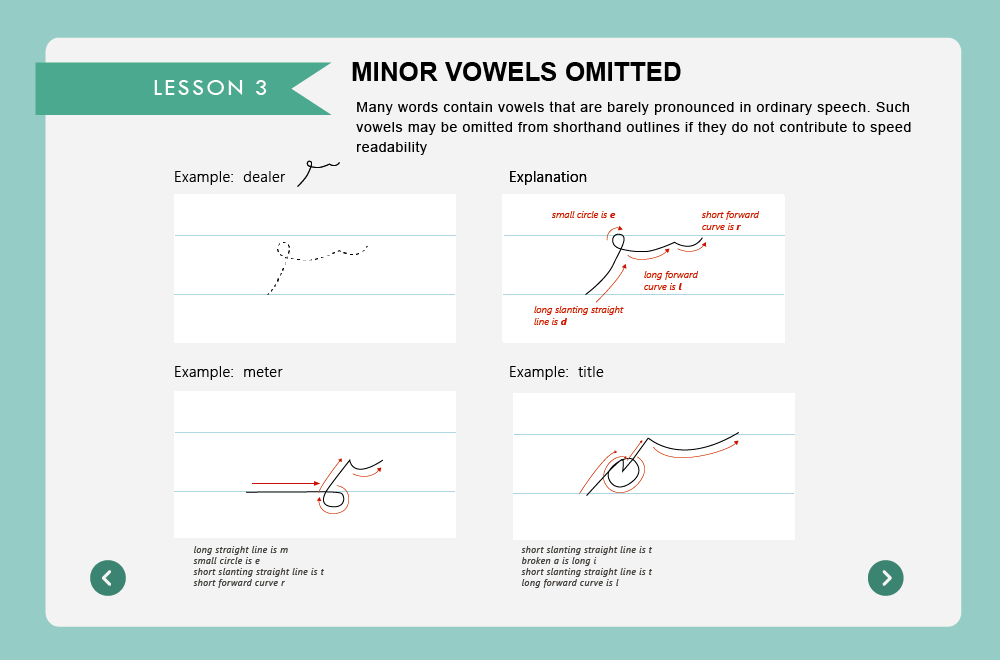 LESSON 3
MINOR VOWELS OMITTED
Many words contain vowels that are barely pronounced in ordinary speech. Such
vowels may be omitted from shorthand outlines if they do not contribute to speed
readability
Example: dealer
Explanation
small circle is e
short forward
curve is r
long forward
curve is l
long slanting straight
line is d
Example: meter
Example: title
long straight line is m
small circle is e
short slanting straight line is t
short forward curve r
short slanting straight line is t
broken a is long i
short slanting straight line is t
long forward curve is l